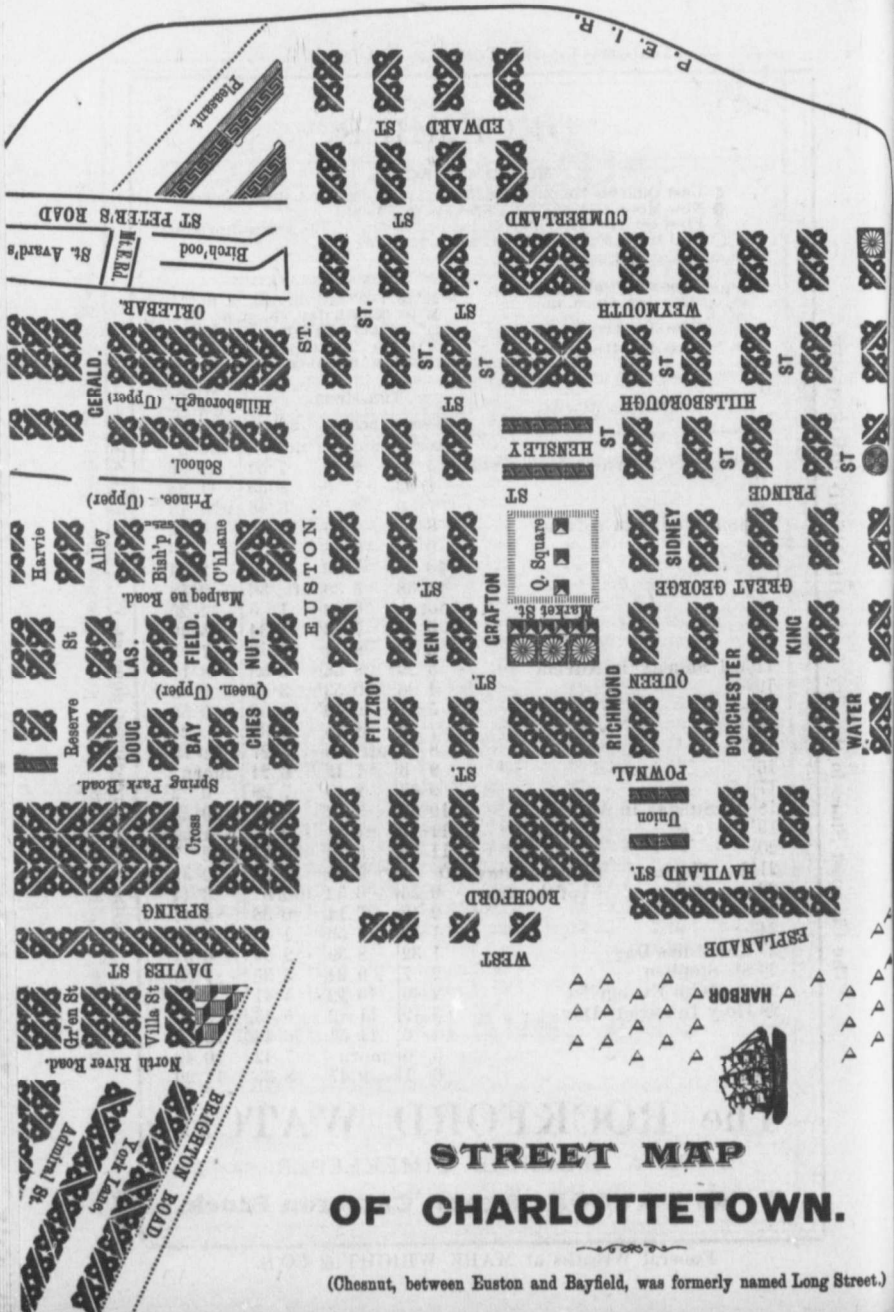 P. E. I. R.
Pleasant.
EDWARD ST
ST PETER'S ROAD
CUMBERLAND ST
St. Avard's
Mt. E. Rd.
Birch'ood
ORLEBAR.
WEYMOUTH ST
GERALD.
Hillsborough. (Upper)
HILLSBOROUGH ST
ST.
ST.
ST.
ST
ST
ST
School.
HENSLEY
ST
ST
ST
Prince. - (Upper)
PRINCE ST
Harvie
Alley
Bish'p
C'hLane
EUSTON.
Q. Square
SIDNEY
Malpeq ue Road.
GREAT GEORGE ST.
Market St.
St
Reserve
DOUG LAS.
BAY FIELD.
CHES NUT.
FITZROY
KENT
GRAFTON
RICHMOND
DORCHESTER
KING
WATER
Queen. (Upper)
QUEEN ST.
Spring Park Road.
POWNAL ST.
Cross
Union
HAVILAND ST.
SPRING
ROCHFORD
ESPLANADE
DAVIES ST
WEST
Gr'en St
Villa St
HARBOR
North River Road.
BRIGHTON ROAD.
Admiral St
York Lane.
STREET MAP
OF CHARLOTTETOWN.
(Chesnut, between Euston and Bayfield, was formerly named Long Street.)